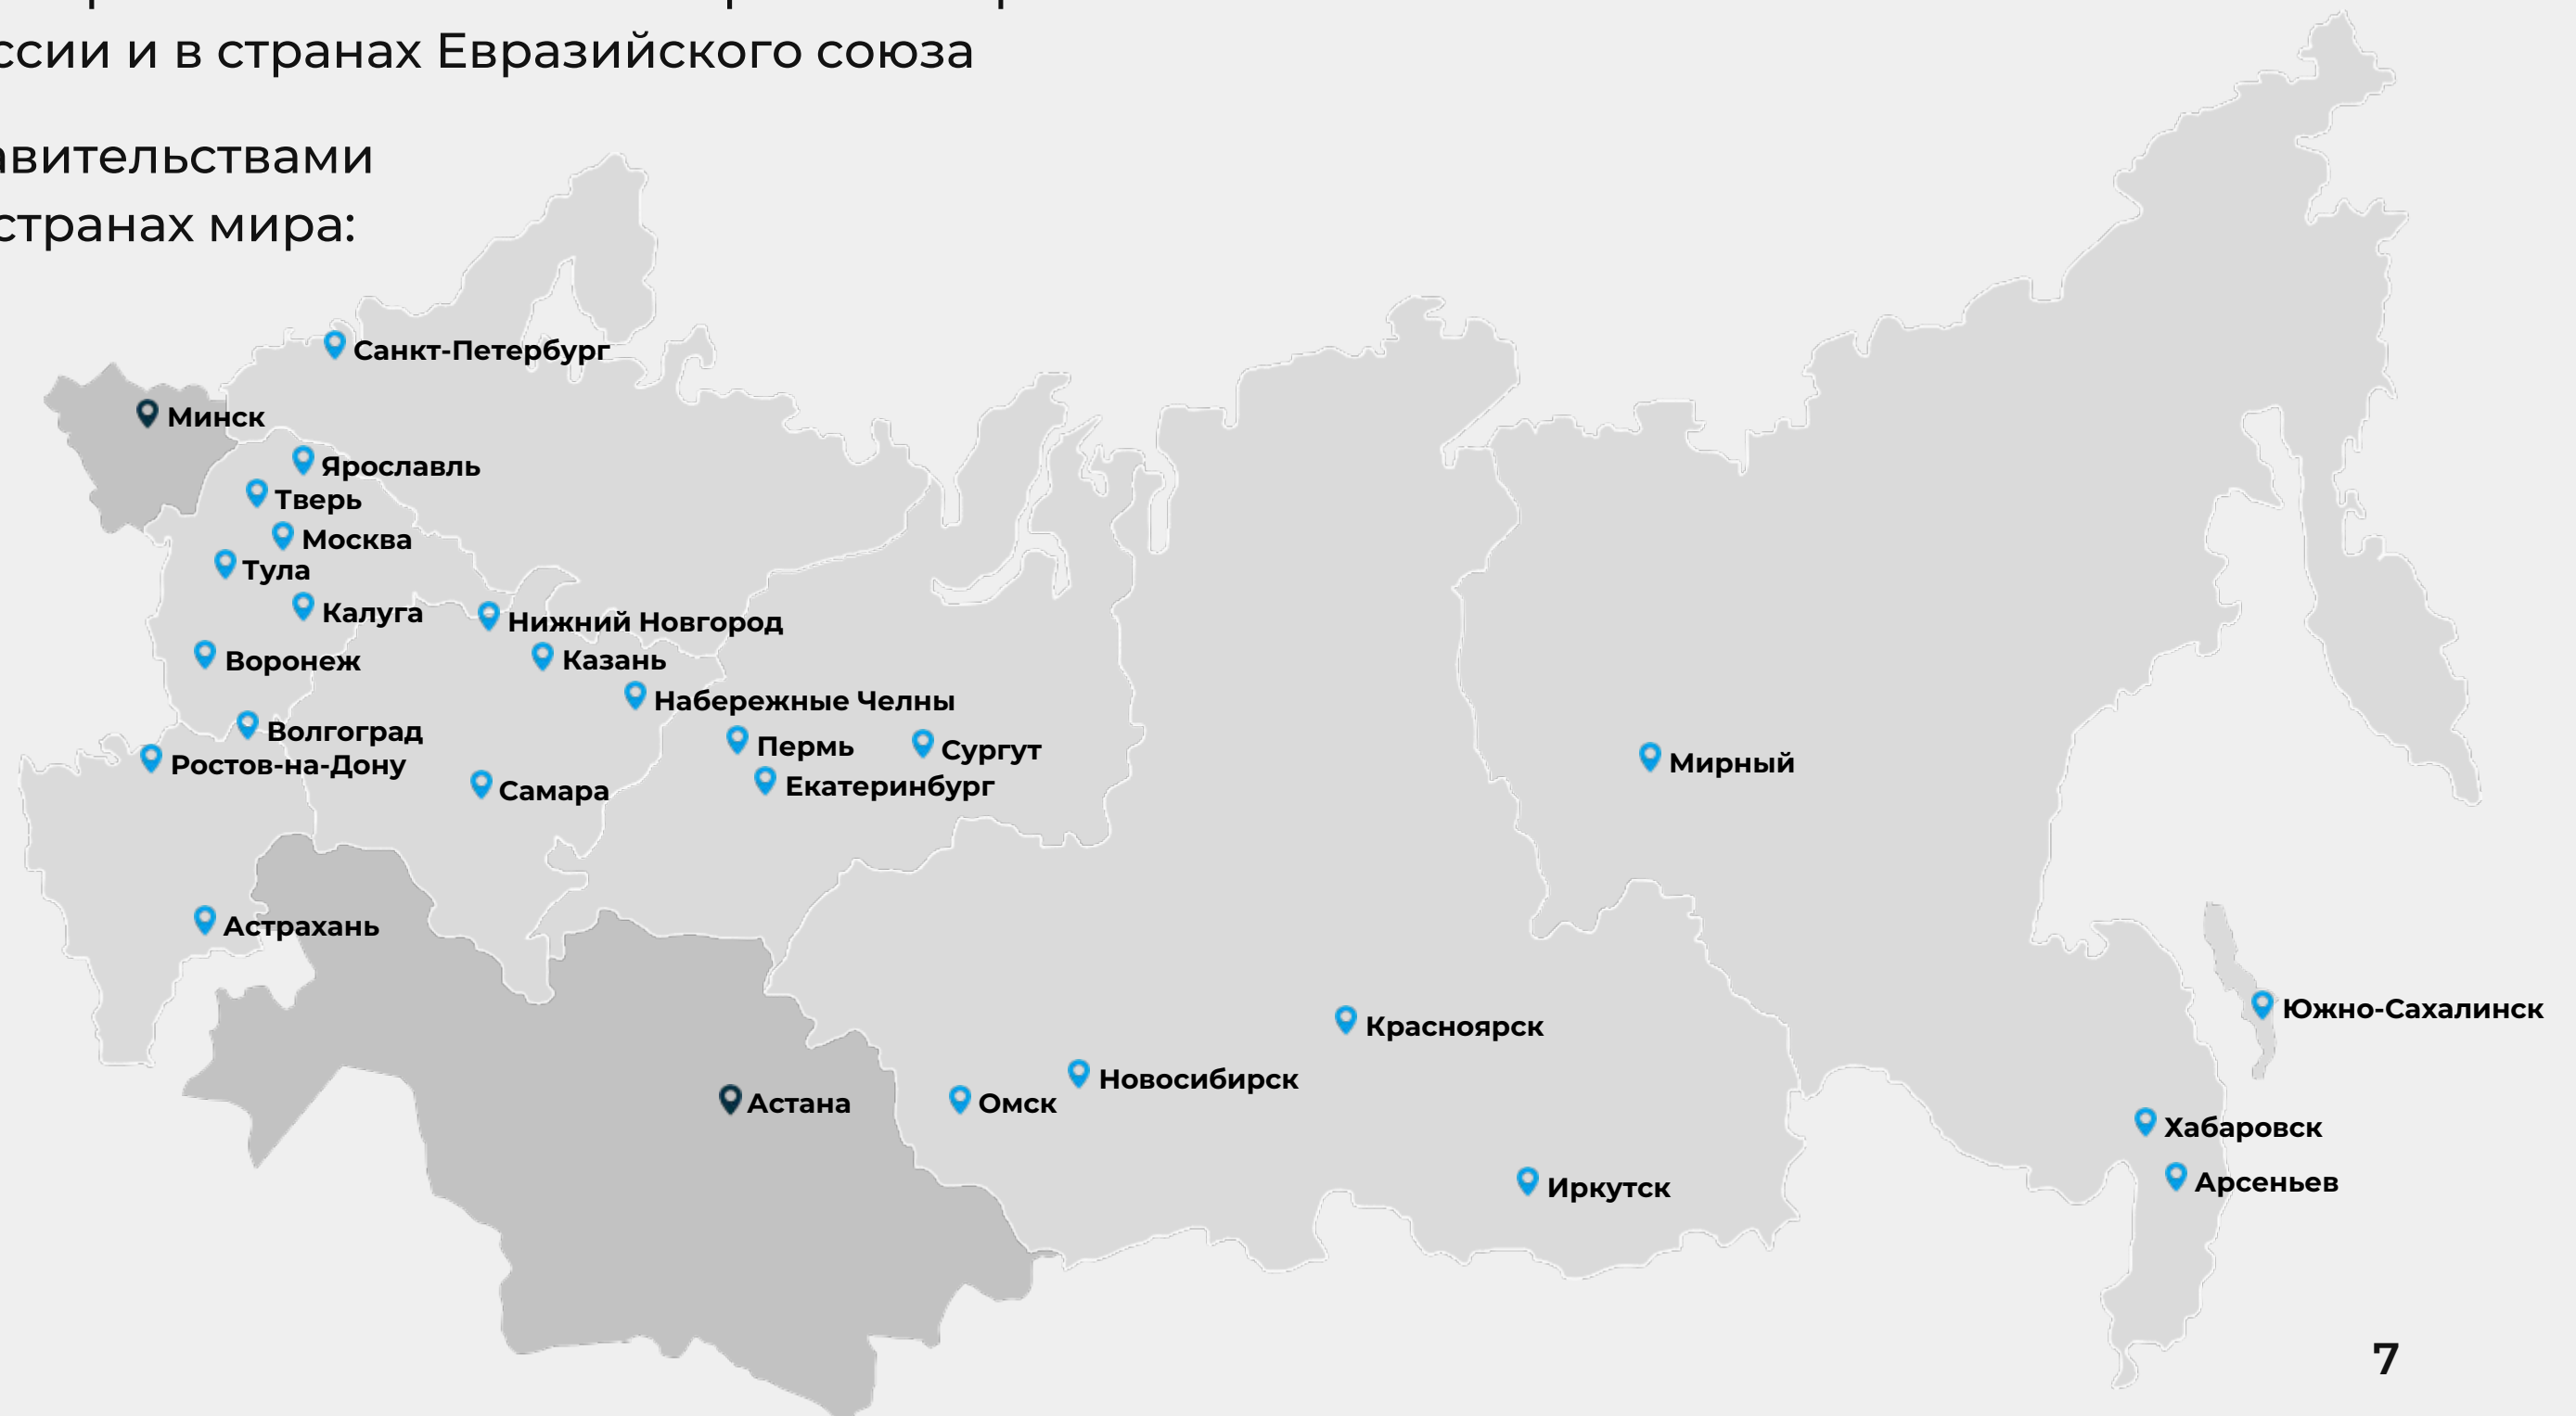 ссии и в странах Евразийского союза
авительствами
странах мира:
Санкт-Петербург
Минск
Ярославль
Тверь
Москва
Тула
Калуга
Нижний Новгород
Воронеж
Казань
Набережные Челны
Волгоград
Пермь
Сургут
Ростов-на-Дону
Екатеринбург
Самара
Мирный
Астрахань
Южно-Сахалинск
Красноярск
Новосибирск
Астана
Омск
Хабаровск
Арсеньев
Иркутск
7